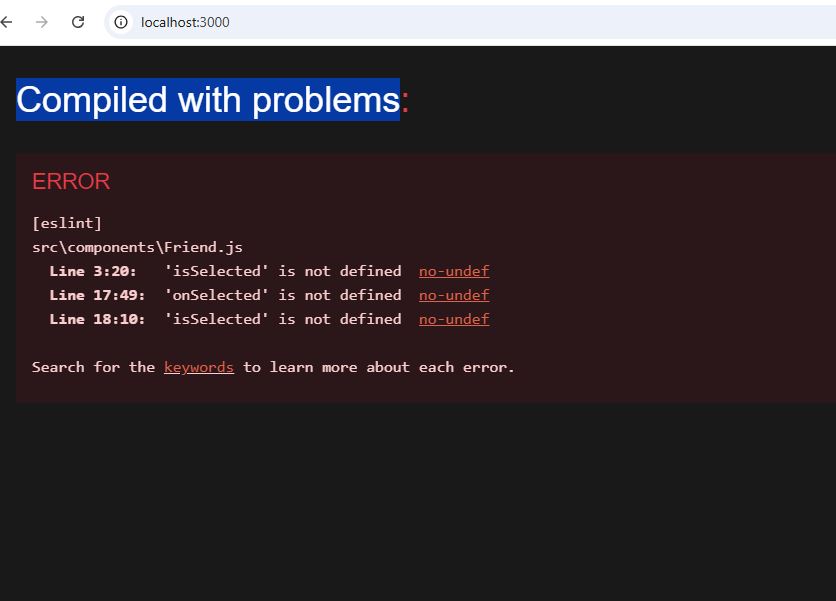 localhost:3000
Compiled with problems:
ERROR
[eslint]
src\components\Friend.js
Line 3:20: 'isSelected' is not defined no-undef
Line 17:49: 'onSelected' is not defined no-undef
Line 18:10: 'isSelected' is not defined no-undef
Search for the keywords to learn more about each error.